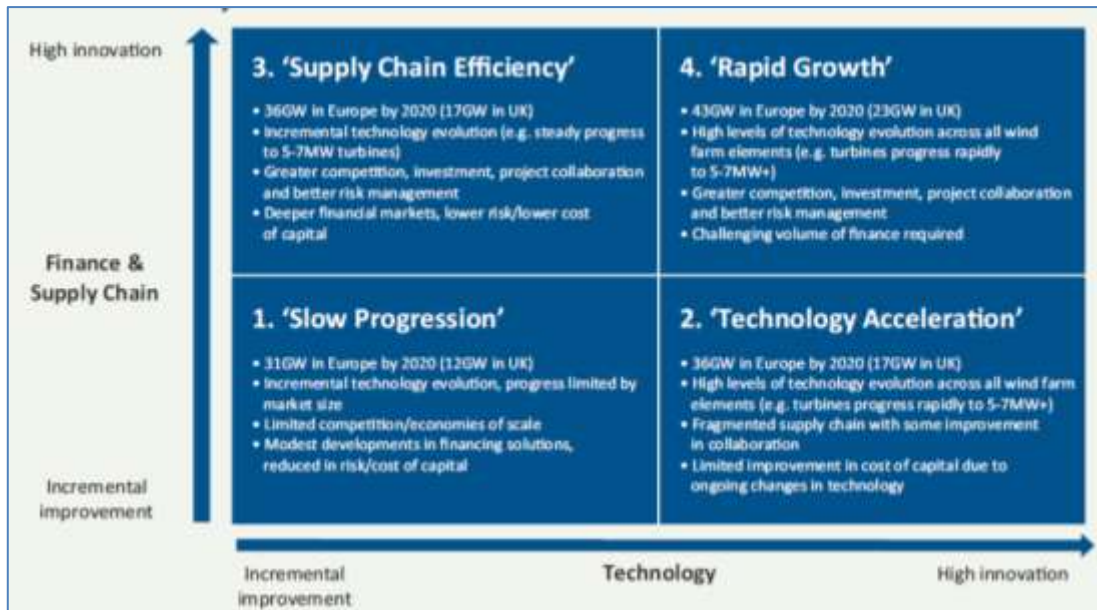 High innovation
Finance &
Supply Chain
Incremental
improvement
3. ‘Supply Chain Efficiency’
• 36GW in Europe by 2020 (17GW in UK)
• Incremental technology evolution (e.g. steady progress
to 5-7MW turbines)
• Greater competition, investment, project collaboration
and better risk management
• Deeper financial markets, lower risk/lower cost
of capital
4. ‘Rapid Growth’
• 43GW in Europe by 2020 (23GW in UK)
• High levels of technology evolution across all wind
farm elements (e.g. turbines progress rapidly
to 5-7MW+)
• Greater competition, investment, project collaboration
and better risk management
• Challenging volume of finance required
1. ‘Slow Progression’
• 31GW in Europe by 2020 (12GW in UK)
• Incremental technology evolution, progress limited by
market size
• Limited competition/economies of scale
• Modest developments in financing solutions,
reduced in risk/cost of capital
2. ‘Technology Acceleration’
• 36GW in Europe by 2020 (17GW in UK)
• High levels of technology evolution across all wind farm
elements (e.g. turbines progress rapidly to 5-7MW+)
• Fragmented supply chain with some improvement
in collaboration
• Limited improvement in cost of capital due to
ongoing changes in technology
Incremental
improvement
Technology
High innovation